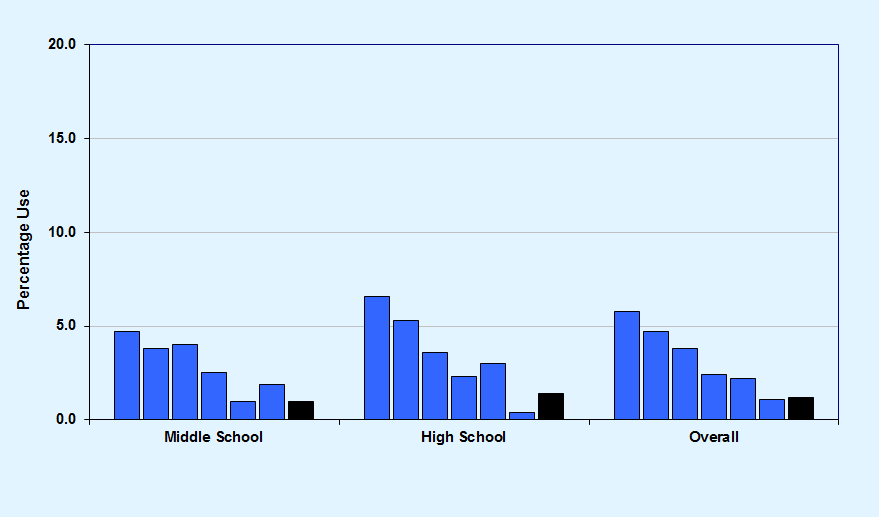 20.0
15.0
10.0
5.0
0.0
Percentage Use
Middle School
High School
Overall